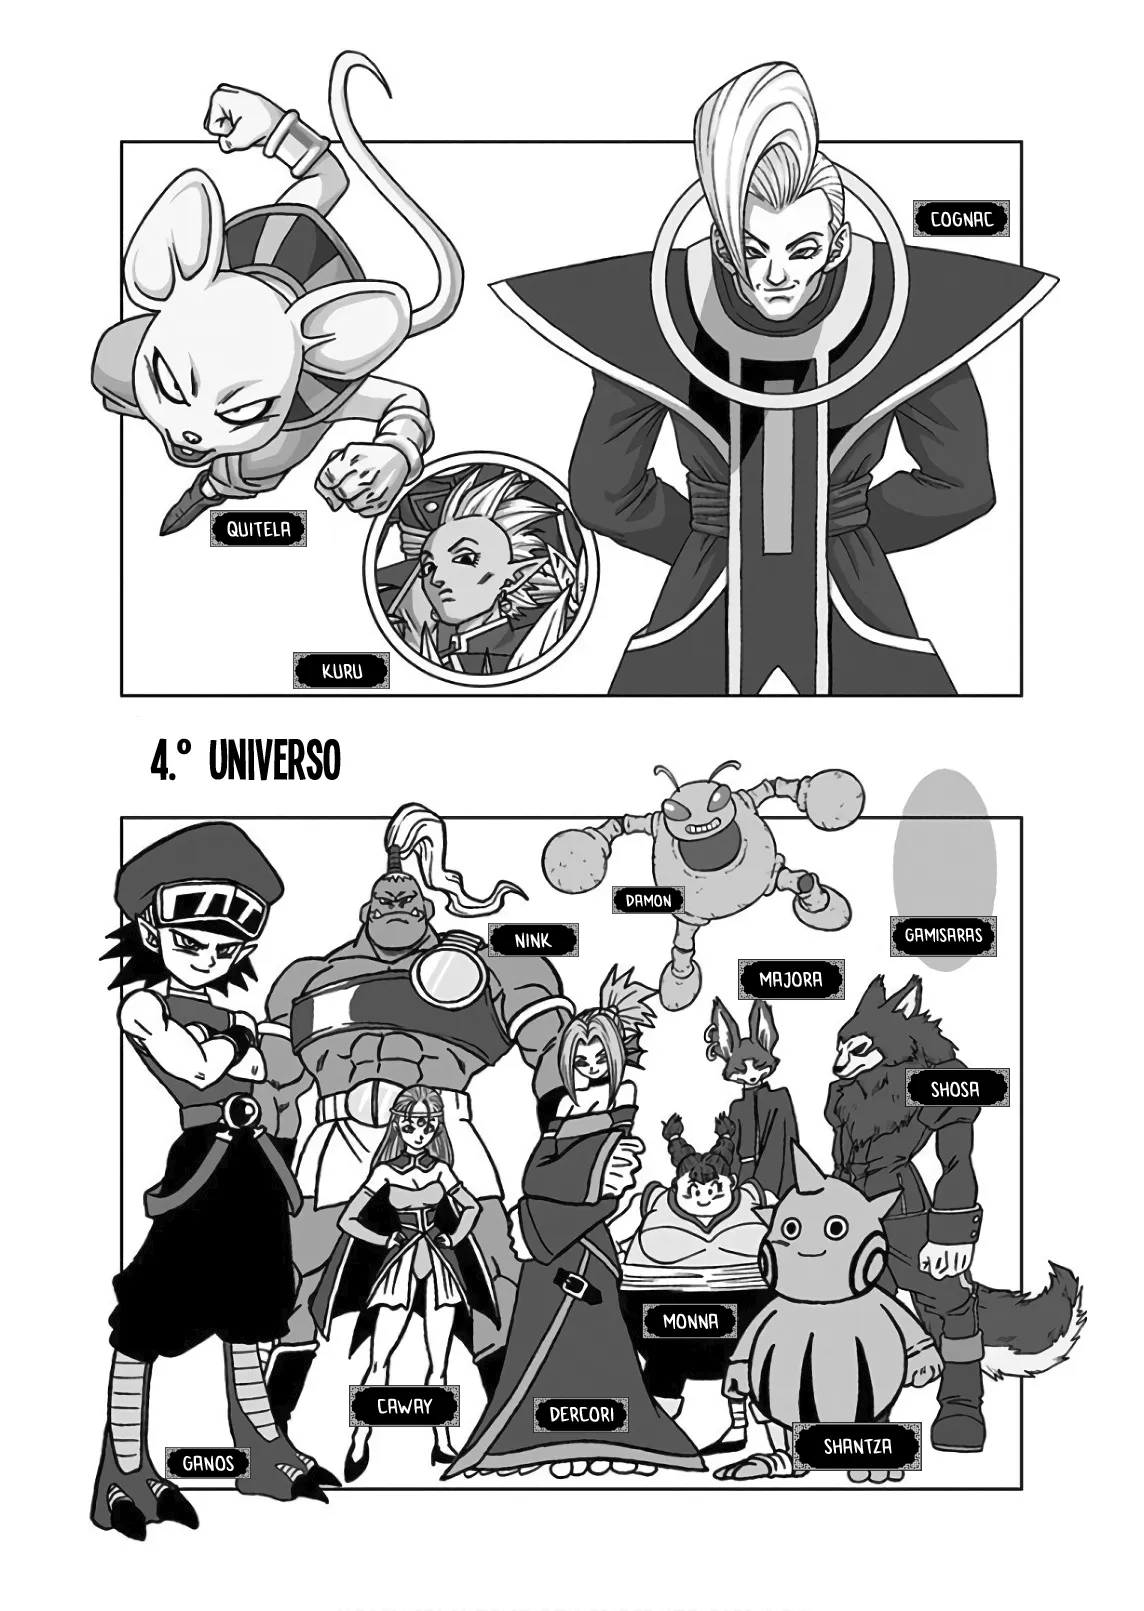 COGNAC
QUITELA
KURU
4.º UNIVERSO
DAMON
GAMISARAS
NINK
MAJORA
SHOSA
MONNA
CAWAY
DERCORI
SHANTZA
GANOS